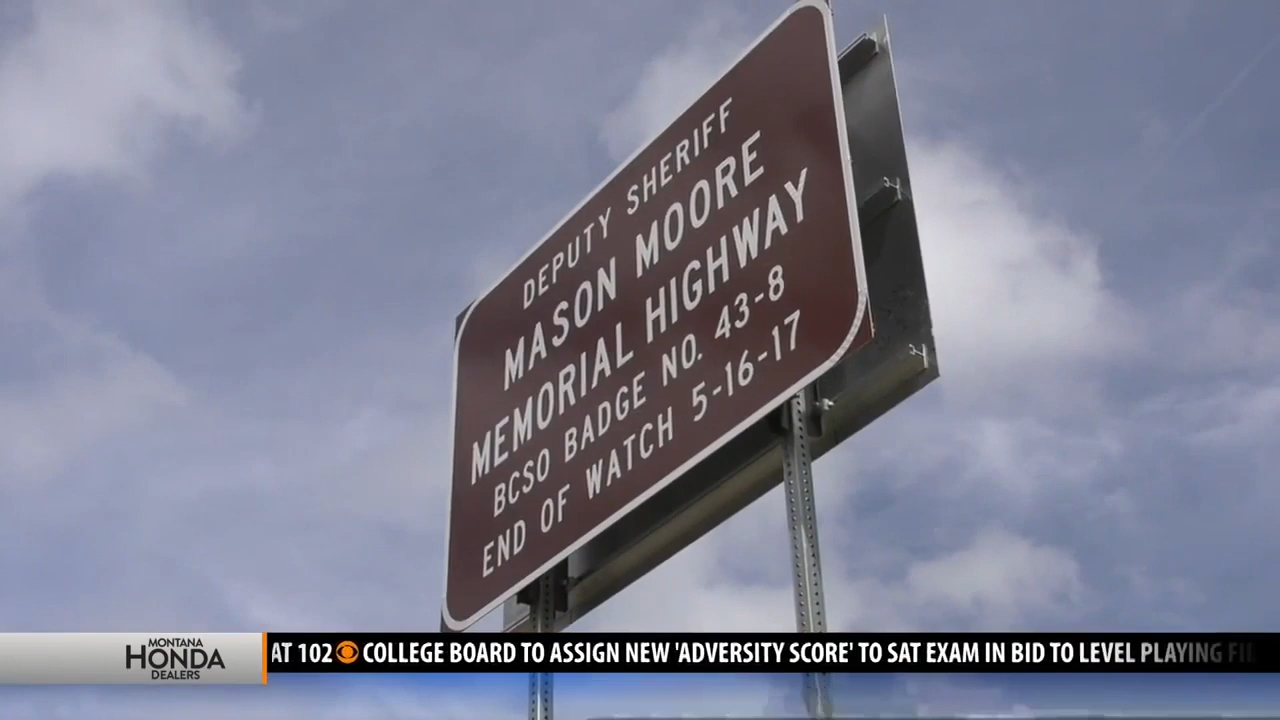 DEPUTY SHERIFF
MASON MOORE
MEMORIAL HIGHWAY
BCSO BADGE NO. 43-8
END OF WATCH 5-16-17
MONTANA
HONDA
DEALERS
AT 102 COLLEGE BOARD TO ASSIGN NEW 'ADVERSITY SCORE' TO SAT EXAM IN BID TO LEVEL PLAYING